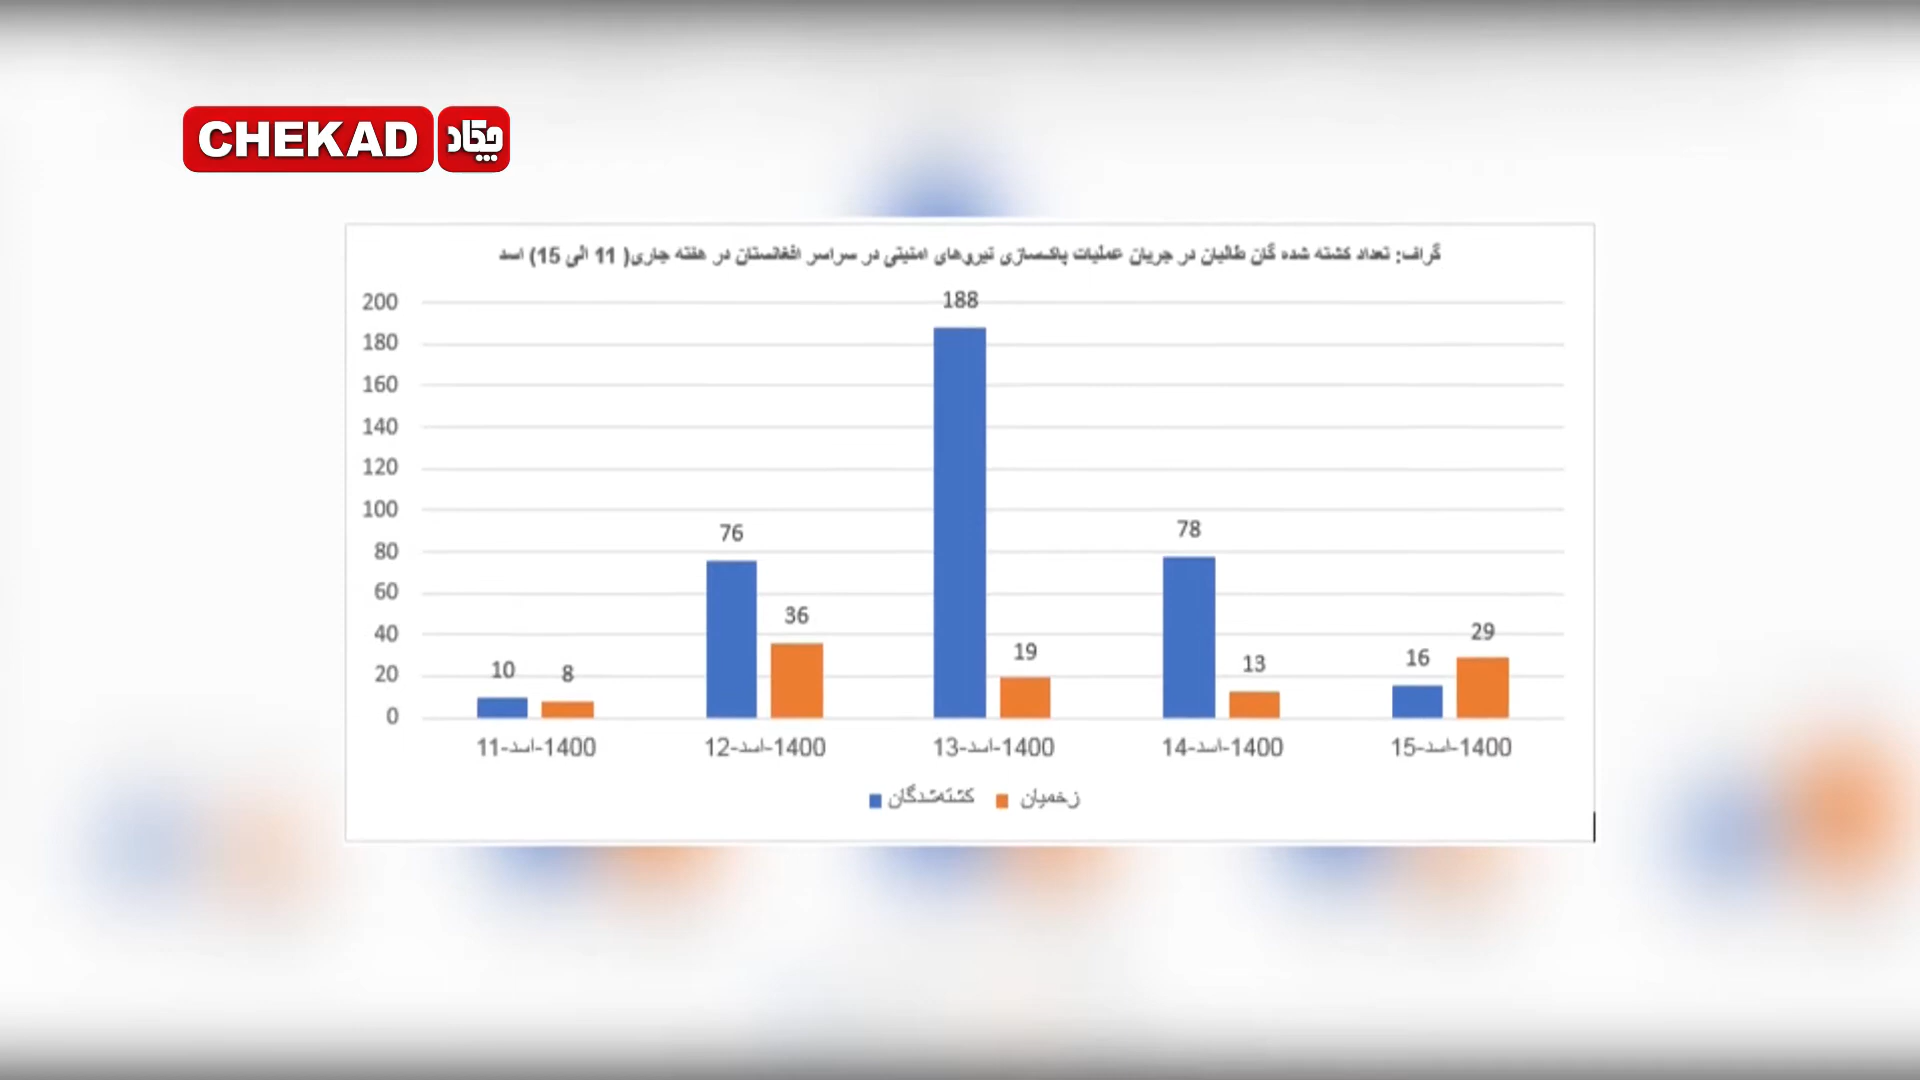 CHEKAD چکاد
گراف: تعداد کشته شده گان طالبان در جریان عملیات پاکسازی نیروهای امنیتی در سراسر افغانستان در هفته جاری( 11 الی 15) اسد
200
180
160
140
120
100
80
60
40
20
0
10
8
76
36
188
19
78
13
16
29
11-اسد-1400
12-اسد-1400
13-اسد-1400
14-اسد-1400
15-اسد-1400
کشته‌شدگان
زخمیان